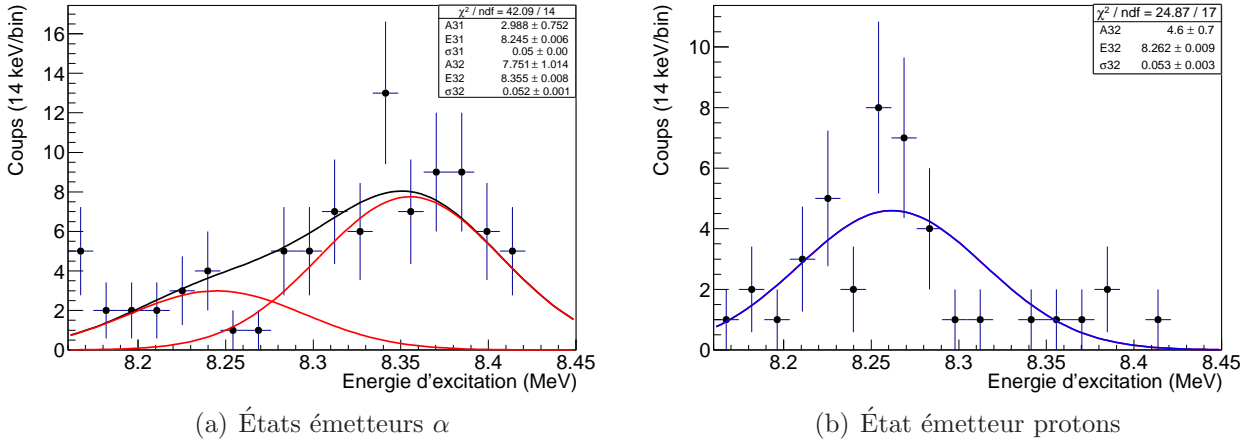 χ² / ndf = 42.09 / 14
A31 2.988 ± 0.752
E31 8.245 ± 0.006
σ31 0.05 ± 0.00
A32 7.751 ± 1.014
E32 8.355 ± 0.008
σ32 0.052 ± 0.001
Coups (14 keV/bin)
16
14
12
10
8
6
4
2
0
8.2 8.25 8.3 8.35 8.4 8.45
Energie d'excitation (MeV)
(a) États émetteurs α
χ² / ndf = 24.87 / 17
A32 4.6 ± 0.7
E32 8.262 ± 0.009
σ32 0.053 ± 0.003
Coups (14 keV/bin)
10
8
6
4
2
0
8.2 8.25 8.3 8.35 8.4 8.45
Energie d'excitation (MeV)
(b) État émetteur protons